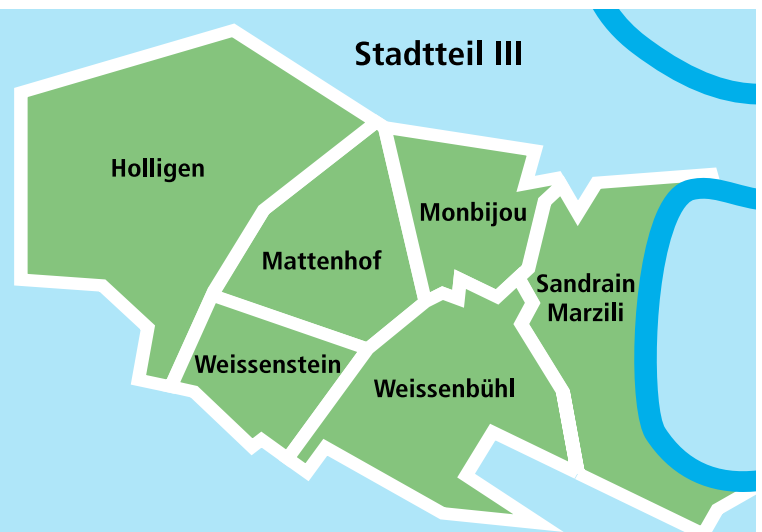 Stadtteil III
Holligen
Monbijou
Mattenhof
Sandrain
Marzili
Weissenstein
Weissenbühl